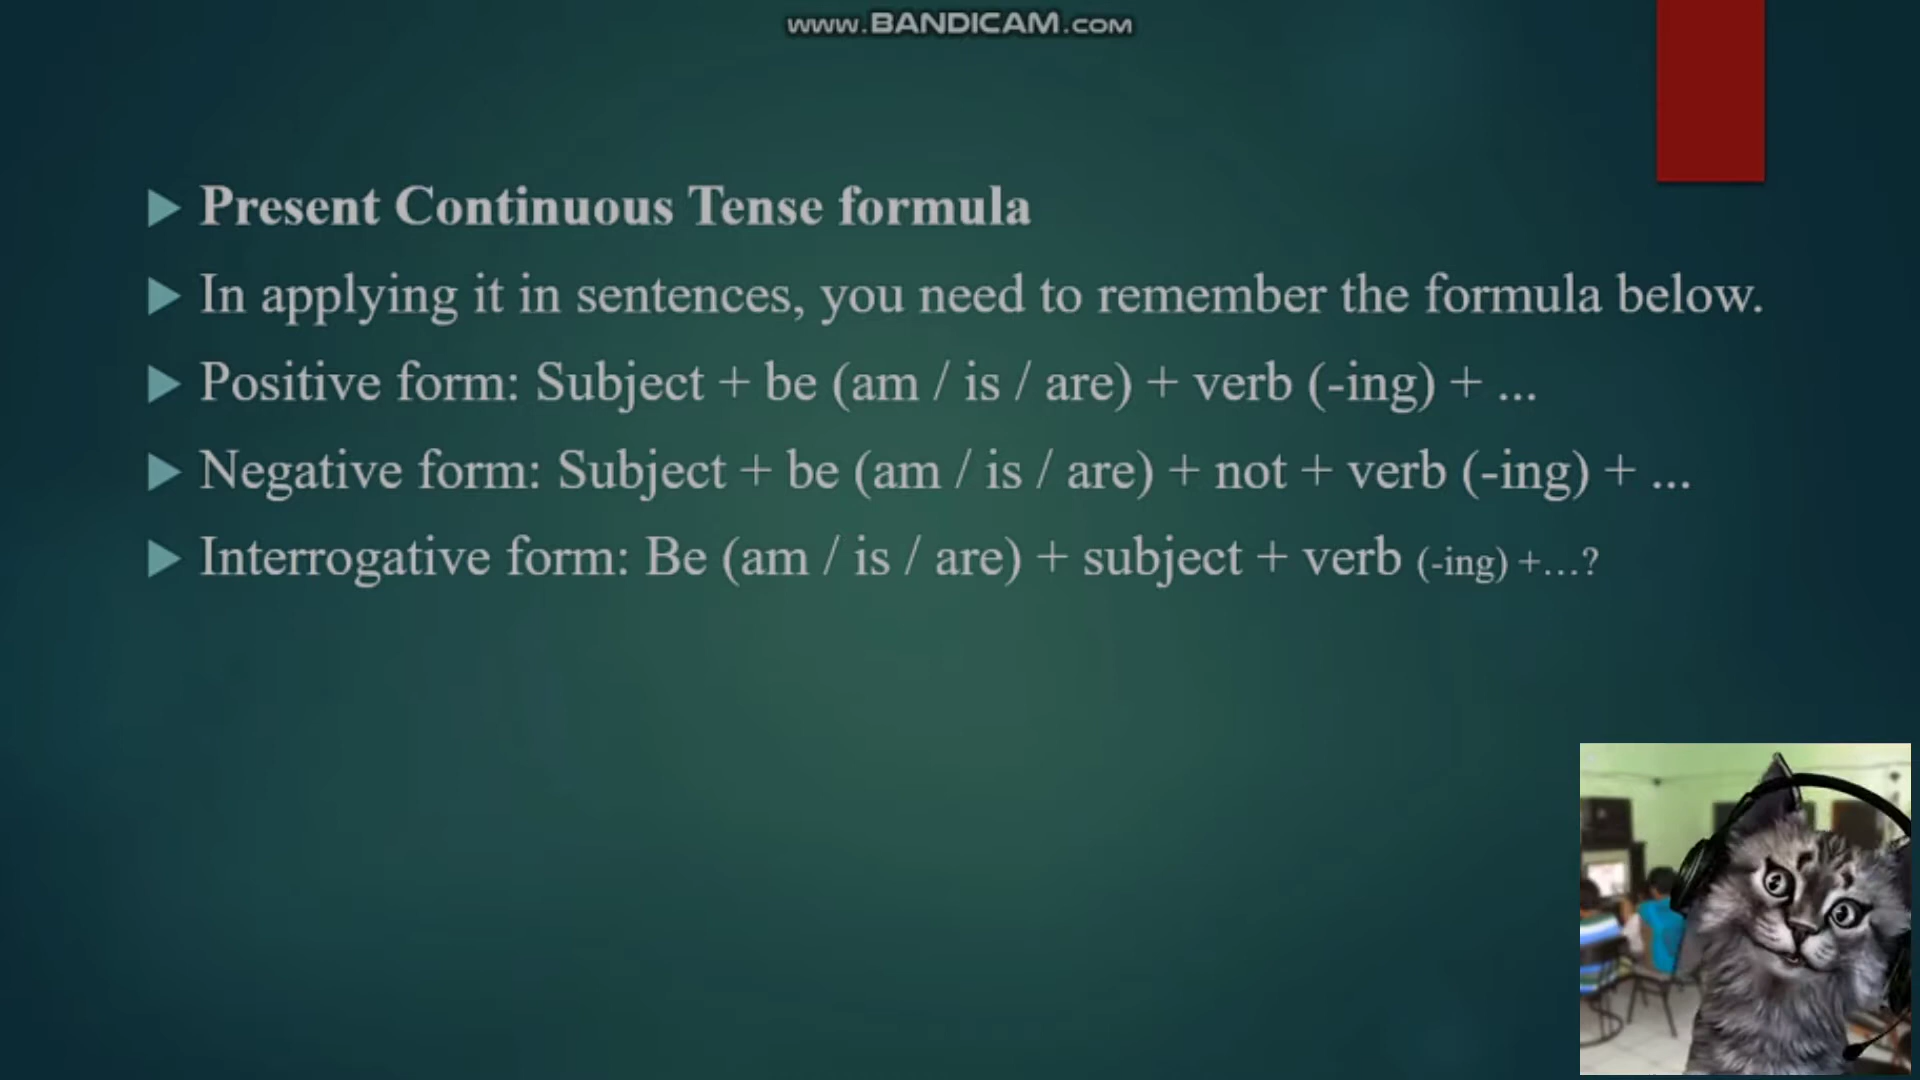 www.BANDICAM.com
Present Continuous Tense formula
In applying it in sentences, you need to remember the formula below.
Positive form: Subject + be (am / is / are) + verb (-ing) + ...
Negative form: Subject + be (am / is / are) + not + verb (-ing) + ...
Interrogative form: Be (am / is / are) + subject + verb (-ing) +...?